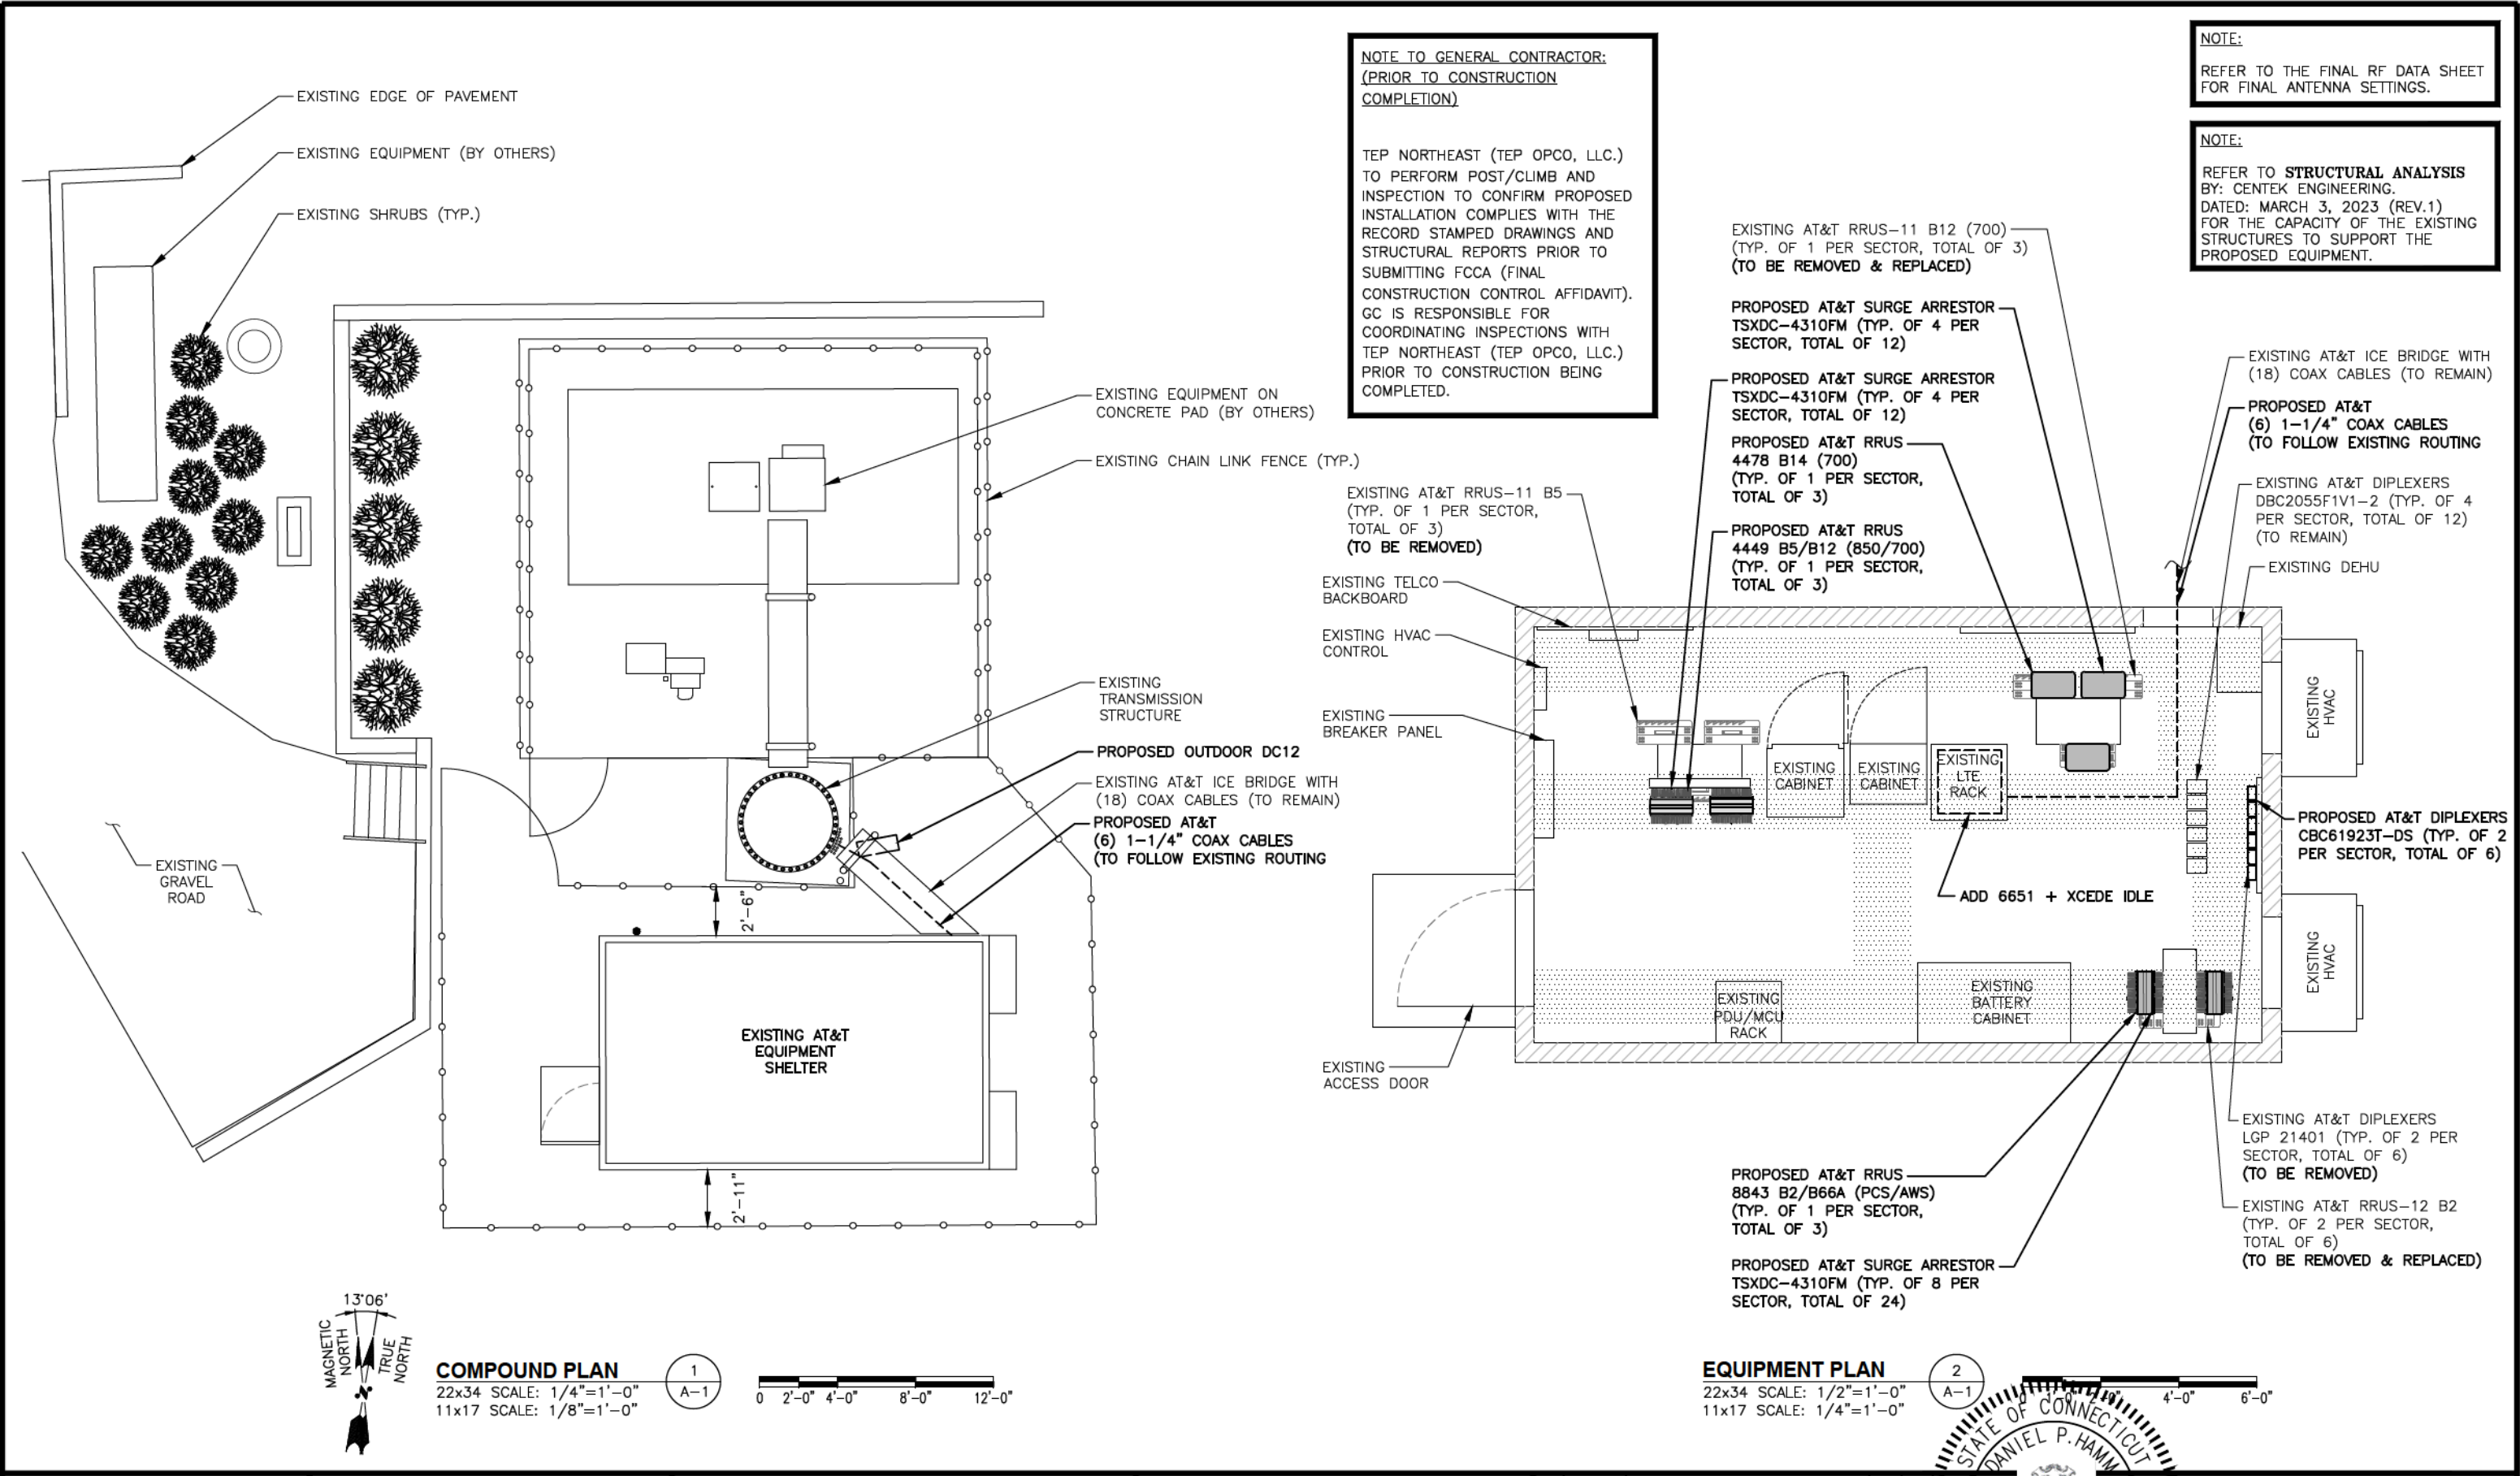 EXISTING EDGE OF PAVEMENT
EXISTING EQUIPMENT (BY OTHERS)
EXISTING SHRUBS (TYP.)
EXISTING EQUIPMENT ON
CONCRETE PAD (BY OTHERS)
EXISTING CHAIN LINK FENCE (TYP.)
EXISTING
TRANSMISSION
STRUCTURE
PROPOSED OUTDOOR DC12
EXISTING AT&T ICE BRIDGE WITH
(18) COAX CABLES (TO REMAIN)
PROPOSED AT&T
(6) 1-1/4" COAX CABLES
(TO FOLLOW EXISTING ROUTING
EXISTING
GRAVEL
ROAD
2'-6"
EXISTING AT&T
EQUIPMENT
SHELTER
2'-11"
13°06'
MAGNETIC
NORTH
TRUE
NORTH
N
COMPOUND PLAN
22x34 SCALE: 1/4"=1'-0"
11x17 SCALE: 1/8"=1'-0"
1
A-1
0 2'-0" 4'-0" 8'-0" 12'-0"
NOTE TO GENERAL CONTRACTOR:
(PRIOR TO CONSTRUCTION
COMPLETION)
TEP NORTHEAST (TEP OPCO, LLC.)
TO PERFORM POST/CLIMB AND
INSPECTION TO CONFIRM PROPOSED
INSTALLATION COMPLIES WITH THE
RECORD STAMPED DRAWINGS AND
STRUCTURAL REPORTS PRIOR TO
SUBMITTING FCCA (FINAL
CONSTRUCTION CONTROL AFFIDAVIT).
GC IS RESPONSIBLE FOR
COORDINATING INSPECTIONS WITH
TEP NORTHEAST (TEP OPCO, LLC.)
PRIOR TO CONSTRUCTION BEING
COMPLETED.
NOTE:
REFER TO THE FINAL RF DATA SHEET
FOR FINAL ANTENNA SETTINGS.
NOTE:
REFER TO STRUCTURAL ANALYSIS
BY: CENTEK ENGINEERING.
DATED: MARCH 3, 2023 (REV.1)
FOR THE CAPACITY OF THE EXISTING
STRUCTURES TO SUPPORT THE
PROPOSED EQUIPMENT.
EXISTING AT&T RRUS-11 B12 (700)
(TYP. OF 1 PER SECTOR, TOTAL OF 3)
(TO BE REMOVED & REPLACED)
PROPOSED AT&T SURGE ARRESTOR
TSXDC-4310FM (TYP. OF 4 PER
SECTOR, TOTAL OF 12)
PROPOSED AT&T SURGE ARRESTOR
TSXDC-4310FM (TYP. OF 4 PER
SECTOR, TOTAL OF 12)
PROPOSED AT&T RRUS
4478 B14 (700)
(TYP. OF 1 PER SECTOR,
TOTAL OF 3)
PROPOSED AT&T RRUS
4449 B5/B12 (850/700)
(TYP. OF 1 PER SECTOR,
TOTAL OF 3)
EXISTING AT&T RRUS-11 B5
(TYP. OF 1 PER SECTOR,
TOTAL OF 3)
(TO BE REMOVED)
EXISTING TELCO
BACKBOARD
EXISTING HVAC
CONTROL
EXISTING
BREAKER PANEL
EXISTING
ACCESS DOOR
EXISTING AT&T ICE BRIDGE WITH
(18) COAX CABLES (TO REMAIN)
PROPOSED AT&T
(6) 1-1/4" COAX CABLES
(TO FOLLOW EXISTING ROUTING
EXISTING AT&T DIPLEXERS
DBC2055F1V1-2 (TYP. OF 4
PER SECTOR, TOTAL OF 12)
(TO REMAIN)
EXISTING DEHU
EXISTING
HVAC
EXISTING
CABINET
EXISTING
CABINET
EXISTING
LTE
RACK
PROPOSED AT&T DIPLEXERS
CBC61923T-DS (TYP. OF 2
PER SECTOR, TOTAL OF 6)
ADD 6651 + XCEDE IDLE
EXISTING
HVAC
EXISTING
PDU/MCU
RACK
EXISTING
BATTERY
CABINET
PROPOSED AT&T RRUS
8843 B2/B66A (PCS/AWS)
(TYP. OF 1 PER SECTOR,
TOTAL OF 3)
PROPOSED AT&T SURGE ARRESTOR
TSXDC-4310FM (TYP. OF 8 PER
SECTOR, TOTAL OF 24)
EXISTING AT&T DIPLEXERS
LGP 21401 (TYP. OF 2 PER
SECTOR, TOTAL OF 6)
(TO BE REMOVED)
EXISTING AT&T RRUS-12 B2
(TYP. OF 2 PER SECTOR,
TOTAL OF 6)
(TO BE REMOVED & REPLACED)
EQUIPMENT PLAN
22x34 SCALE: 1/2"=1'-0"
11x17 SCALE: 1/4"=1'-0"
2
A-1
0 1'-0" 2'-0" 4'-0" 6'-0"
STATE OF CONNECTICUT
DANIEL P. HAMM